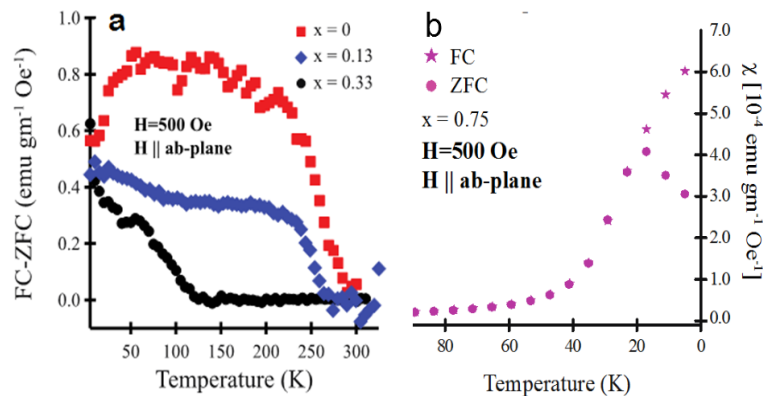 a
x = 0
x = 0.13
x = 0.33
H=500 Oe
H || ab-plane
FC-ZFC (emu gm⁻¹ Oe⁻¹)
1.0
0.8
0.6
0.4
0.2
0.0
50 100 150 200 250 300
Temperature (K)
b
FC
ZFC
x = 0.75
H=500 Oe
H || ab-plane
7.0
6.0
5.0
4.0
3.0
2.0
1.0
0.0
χ [10⁻⁴ emu gm⁻¹ Oe⁻¹]
80 60 40 20 0
Temperature (K)